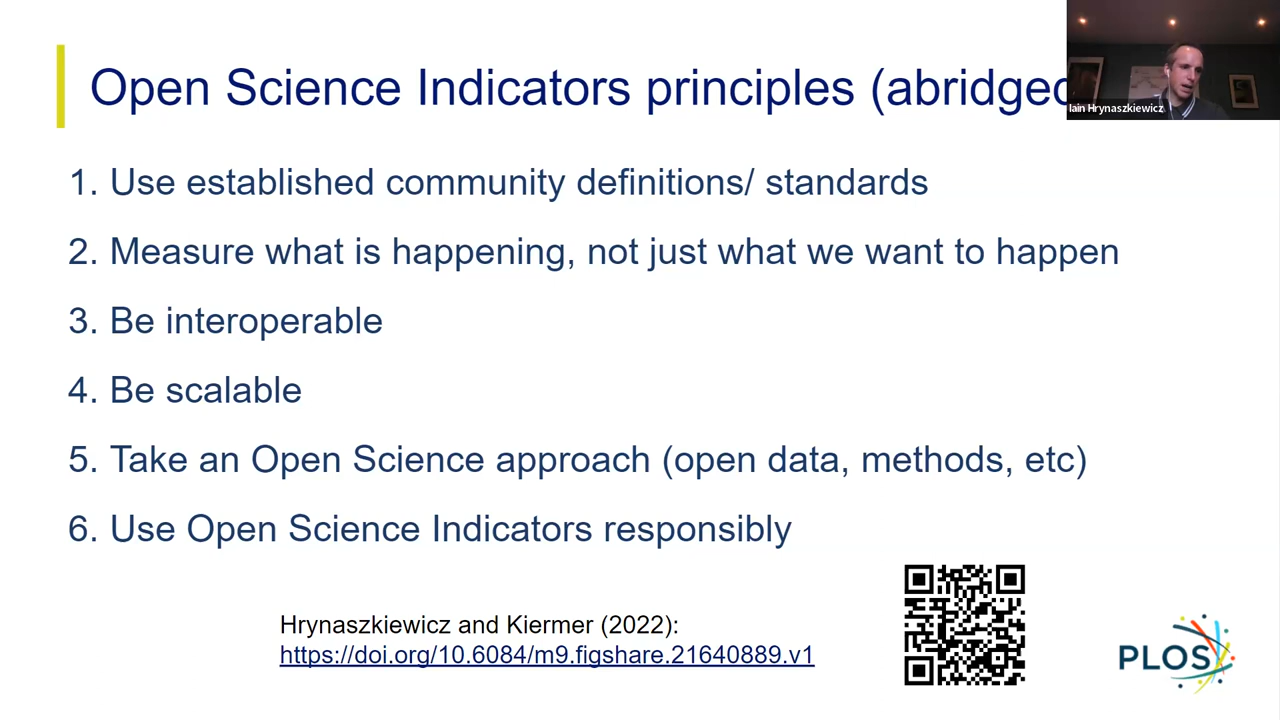 Open Science Indicators principles (abridged
Iain Hrynaszkiewicz
1. Use established community definitions/ standards
2. Measure what is happening, not just what we want to happen
3. Be interoperable
4. Be scalable
5. Take an Open Science approach (open data, methods, etc)
6. Use Open Science Indicators responsibly
Hrynaszkiewicz and Kiermer (2022):
https://doi.org/10.6084/m9.figshare.21640889.v1
PLOS